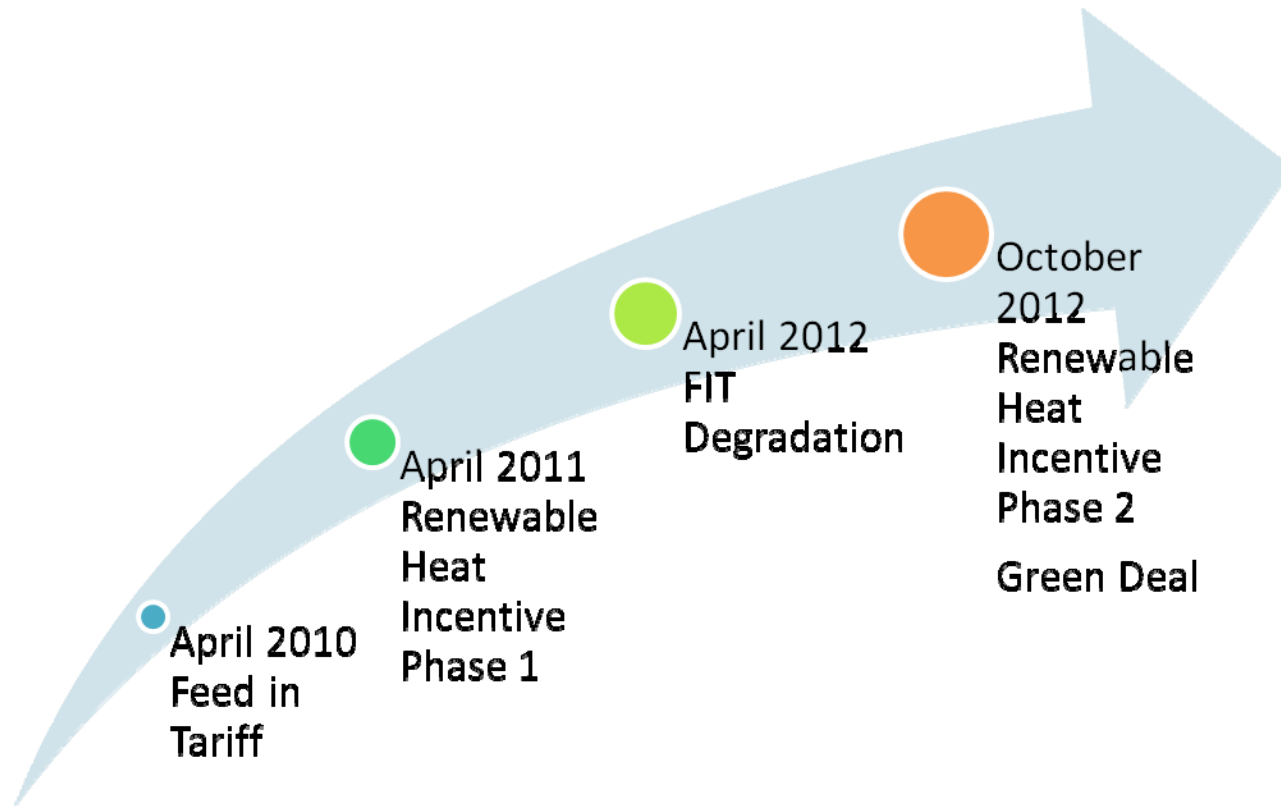 April 2010
Feed in
Tariff
April 2011
Renewable
Heat
Incentive
Phase 1
April 2012
FIT
Degradation
October
2012
Renewable
Heat
Incentive
Phase 2
Green Deal